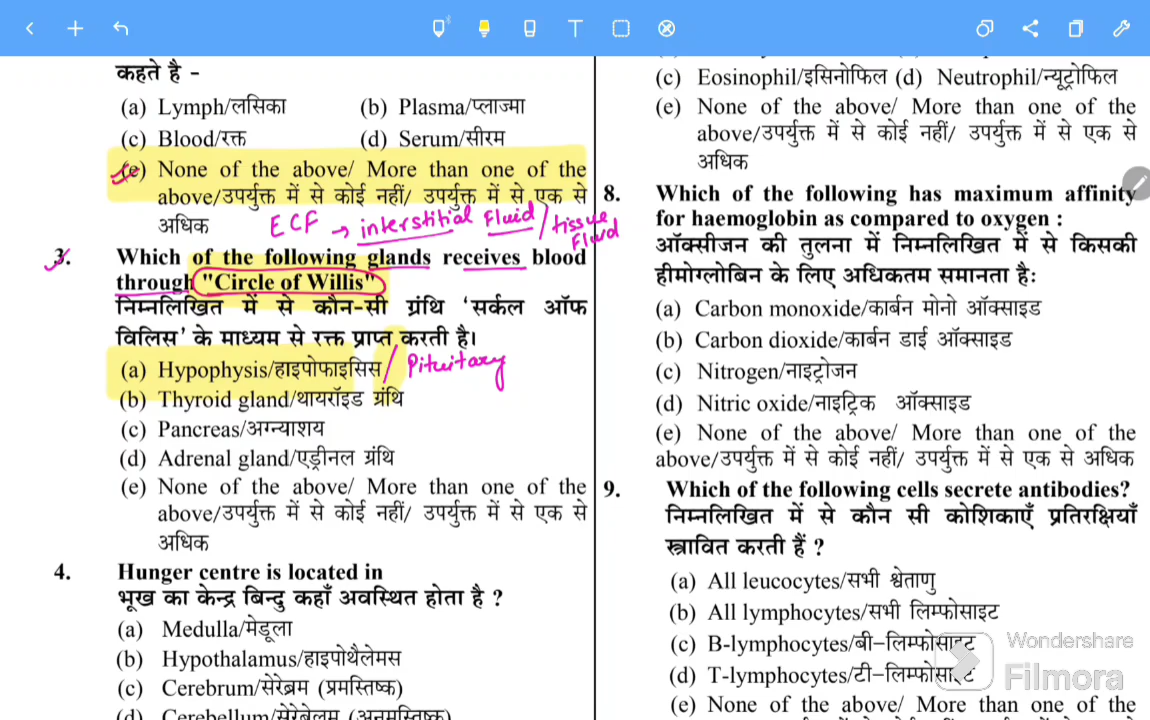 कहते है -
(a) Lymph/लसिका (b) Plasma/प्लाज्मा
(c) Blood/रक्त (d) Serum/सीरम
(e) None of the above/ More than one of the
above/उपर्युक्त में से कोई नहीं/ उपर्युक्त में से एक से
अधिक
ECF → interstitial Fluid/tissue
Fluid
3. Which of the following glands receives blood
through "Circle of Willis"
निम्नलिखित में से कौन-सी ग्रंथि ‘सर्कल ऑफ
विलिस’ के माध्यम से रक्त प्राप्त करती है।
(a) Hypophysis/हाइपोफाइसिस / Pituitary
(b) Thyroid gland/थायरॉइड ग्रंथि
(c) Pancreas/अग्न्याशय
(d) Adrenal gland/एड्रीनल ग्रंथि
(e) None of the above/ More than one of the
above/उपर्युक्त में से कोई नहीं/ उपर्युक्त में से एक से
अधिक
4. Hunger centre is located in
भूख का केन्द्र बिन्दु कहाँ अवस्थित होता है ?
(a) Medulla/मेडूला
(b) Hypothalamus/हाइपोथैलेमस
(c) Cerebrum/सेरेब्रम (प्रमस्तिष्क)
(d) Cerebellum/सेरेबेलम (अनुमस्तिष्क)
(c) Eosinophil/इसिनोफिल (d) Neutrophil/न्यूट्रोफिल
(e) None of the above/ More than one of the
above/उपर्युक्त में से कोई नहीं/ उपर्युक्त में से एक से
अधिक
8. Which of the following has maximum affinity
for haemoglobin as compared to oxygen :
ऑक्सीजन की तुलना में निम्नलिखित में से किसकी
हीमोग्लोबिन के लिए अधिकतम समानता है:
(a) Carbon monoxide/कार्बन मोनो ऑक्साइड
(b) Carbon dioxide/कार्बन डाई ऑक्साइड
(c) Nitrogen/नाइट्रोजन
(d) Nitric oxide/नाइट्रिक ऑक्साइड
(e) None of the above/ More than one of the
above/उपर्युक्त में से कोई नहीं/ उपर्युक्त में से एक से अधिक
9. Which of the following cells secrete antibodies?
निम्नलिखित में से कौन सी कोशिकाएँ प्रतिरक्षियाँ
स्त्रावित करती हैं ?
(a) All leucocytes/सभी श्वेताणु
(b) All lymphocytes/सभी लिम्फोसाइट
(c) B-lymphocytes/बी–लिम्फोसाइट
(d) T-lymphocytes/टी–लिम्फोसाइट
(e) None of the above/ More than one of the
Wondershare
Filmora